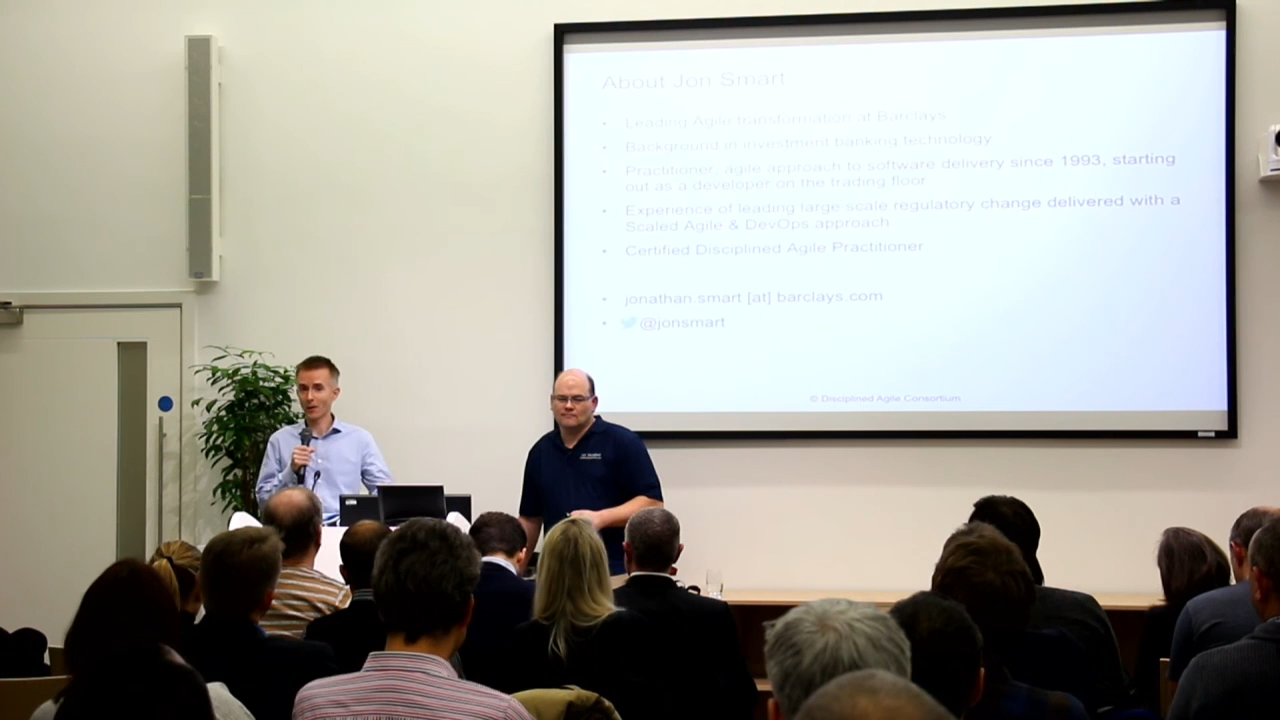 About Jon Smart
• Leading Agile transformation at Barclays
• Background in investment banking technology
• Practitioner, agile approach to software delivery since 1993, starting
out as a developer on the trading floor
• Experience of leading large scale regulatory change delivered with a
Scaled Agile & DevOps approach
• Certified Disciplined Agile Practitioner
• jonathan.smart [at] barclays.com
• @jonsmart
© Disciplined Agile Consortium